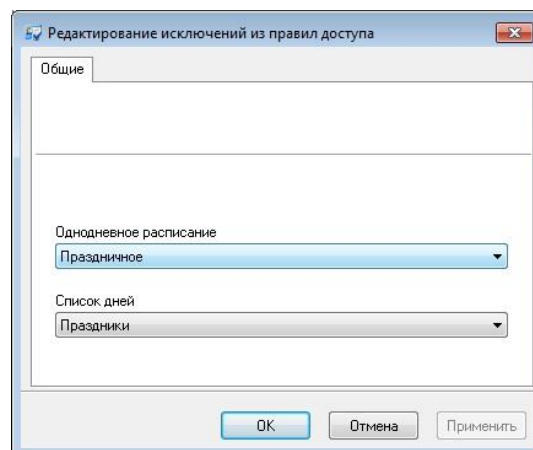 Редактирование исключений из правил доступа
Общие
Однодневное расписание
Праздничное
Список дней
Праздники
OK
Отмена
Применить